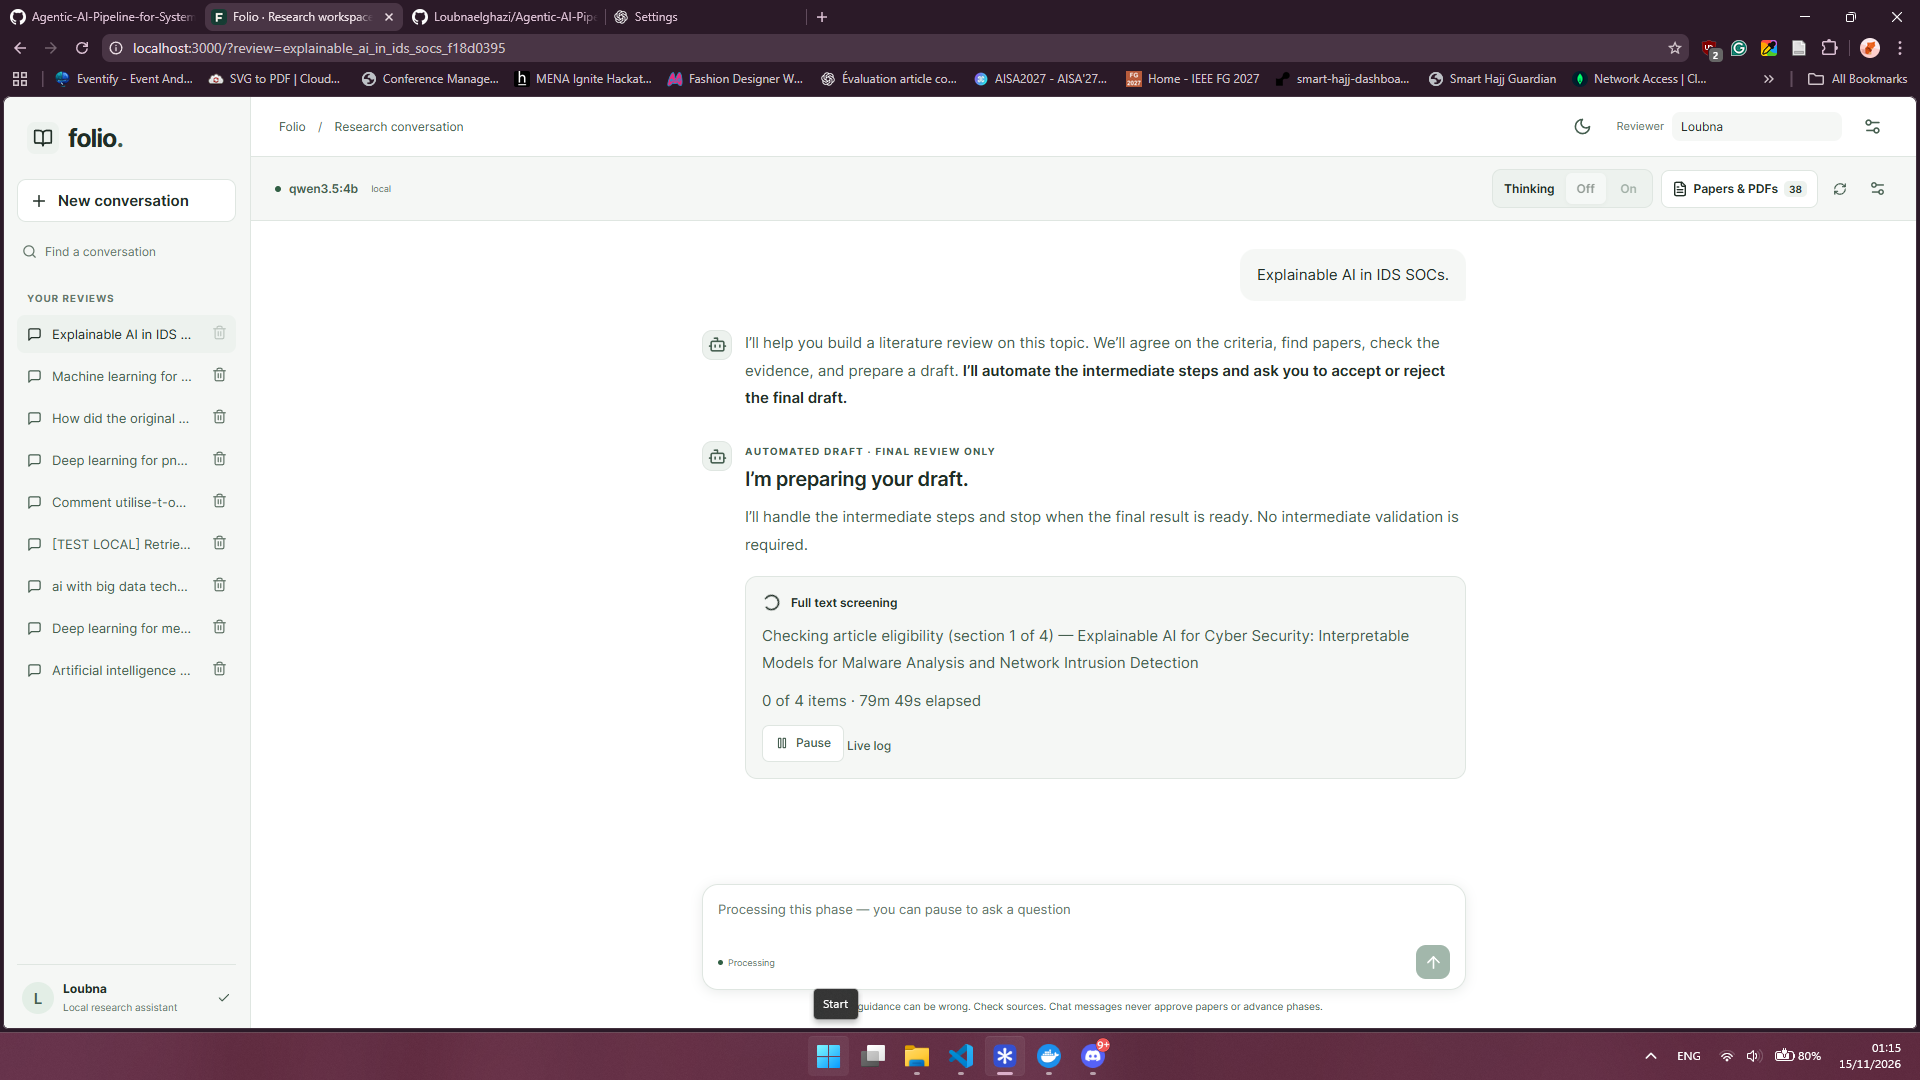 Agentic-AI-Pipeline-for-System
Folio · Research workspace
Loubnaelghazi/Agentic-AI-Pipe
Settings
localhost:3000/?review=explainable_ai_in_ids_socs_f18d0395
2
Eventify - Event And...
SVG to PDF | Cloud...
Conference Manage...
MENA Ignite Hackat...
Fashion Designer W...
Évaluation article co...
AISA2027 - AISA'27...
FG 2027
Home - IEEE FG 2027
smart-hajj-dashboa...
Smart Hajj Guardian
Network Access | Cl...
All Bookmarks
folio.
New conversation
Find a conversation
YOUR REVIEWS
Explainable AI in IDS ...
Machine learning for ...
How did the original ...
Deep learning for pn...
Comment utilise-t-o...
[TEST LOCAL] Retrie...
ai with big data tech...
Deep learning for me...
Artificial intelligence ...
L
Loubna
Local research assistant
Folio / Research conversation
Reviewer
Loubna
qwen3.5:4b local
Thinking Off On
Papers & PDFs 38
Explainable AI in IDS SOCs.
I'll help you build a literature review on this topic. We'll agree on the criteria, find papers, check the
evidence, and prepare a draft. I'll automate the intermediate steps and ask you to accept or reject
the final draft.
AUTOMATED DRAFT · FINAL REVIEW ONLY
I'm preparing your draft.
I'll handle the intermediate steps and stop when the final result is ready. No intermediate validation is
required.
Full text screening
Checking article eligibility (section 1 of 4) — Explainable AI for Cyber Security: Interpretable
Models for Malware Analysis and Network Intrusion Detection
0 of 4 items · 79m 49s elapsed
Pause
Live log
Processing this phase — you can pause to ask a question
Processing
Start
guidance can be wrong. Check sources. Chat messages never approve papers or advance phases.
9+
ENG
80%
01:15
15/11/2026